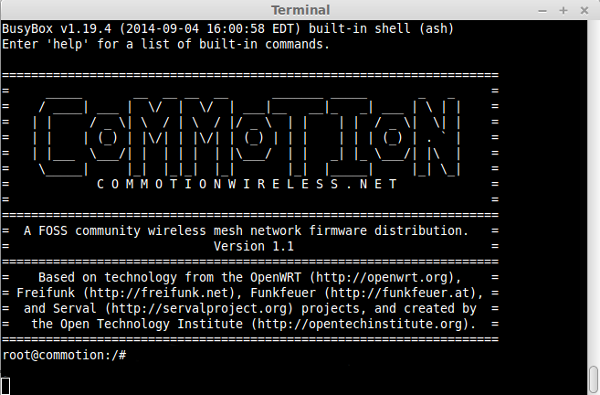 Terminal
BusyBox v1.19.4 (2014-09-04 16:00:58 EDT) built-in shell (ash)
Enter 'help' for a list of built-in commands.
COMMOTION
COMMOTIONWIRELESS.NET
A FOSS community wireless mesh network firmware distribution.
Version 1.1
Based on technology from the OpenWRT (http://openwrt.org),
Freifunk (http://freifunk.net), Funkfeuer (http://funkfeuer.at),
and Serval (http://servalproject.org) projects, and created by
the Open Technology Institute (http://opentechinstitute.org).
root@commotion:/#